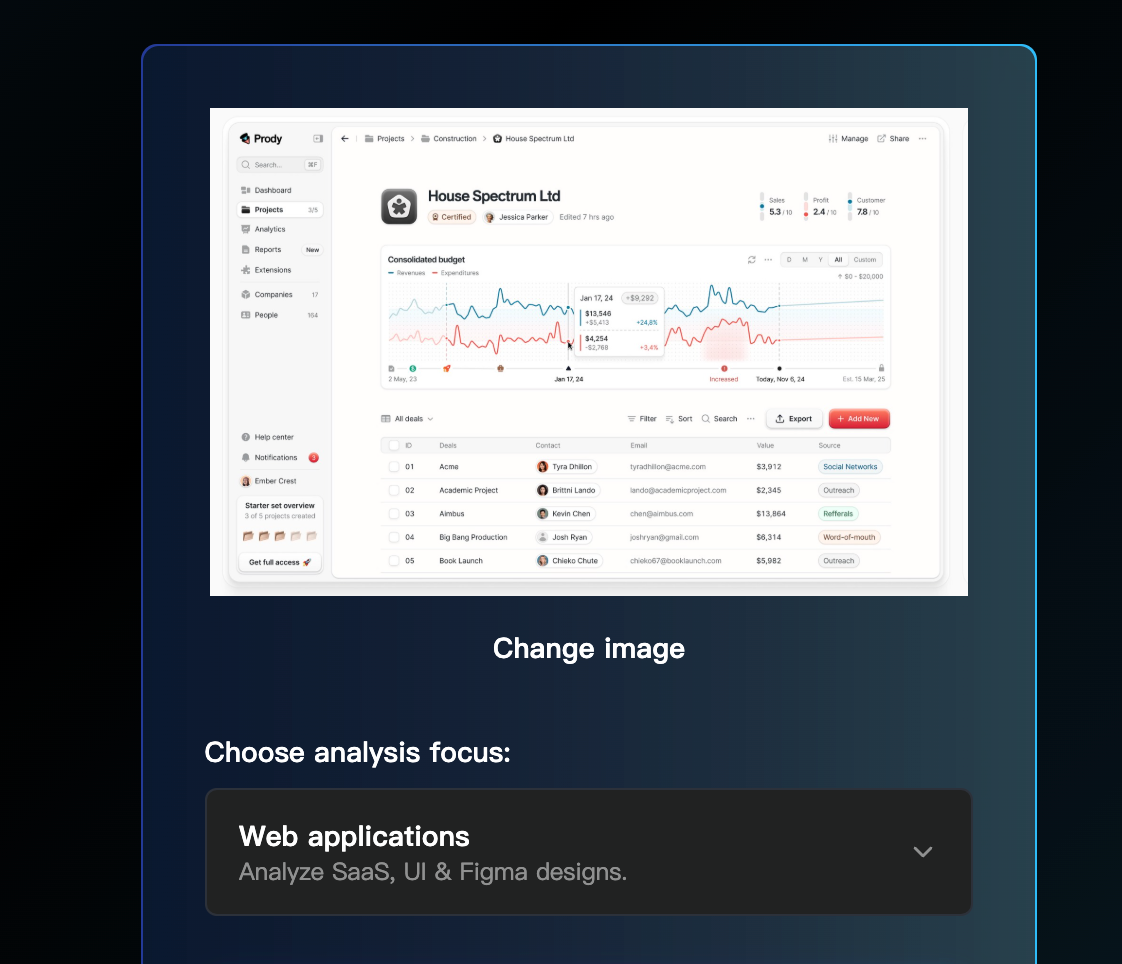 Prody
Search...
⌘F
Dashboard
Projects 3/5
Analytics
Reports New
Extensions
Companies 17
People 164
Help center
Notifications 3
Ember Crest
Starter set overview
3 of 5 projects created
Get full access 🚀
Projects > Construction > House Spectrum Ltd
Manage Share
House Spectrum Ltd
Certified Jessica Parker Edited 7 hrs ago
Sales 5.3 / 10
Profit 2.4 / 10
Customer 7.8 / 10
Consolidated budget
D M Y All Custom
Revenues Expenditures
$0 - $20,000
Jan 17, 24 +$9,292
$13,546
+$5,413 +24,8%
$4,254
-$2,768 +3,4%
2 May, 23 Jan 17, 24 Increased Today, Nov 6, 24 Est. 15 Mar, 25
All deals Filter Sort Search Export + Add New
ID Deals Contact Email Value Source
01 Acme Tyra Dhillon tyradhillon@acme.com $3,912 Social Networks
02 Academic Project Brittni Lando lando@academicproject.com $2,345 Outreach
03 Aimbus Kevin Chen chen@aimbus.com $13,864 Refferals
04 Big Bang Production Josh Ryan joshryan@gmail.com $6,314 Word-of-mouth
05 Book Launch Chieko Chute chieko67@booklaunch.com $5,982 Outreach
Change image
Choose analysis focus:
Web applications
Analyze SaaS, UI & Figma designs.